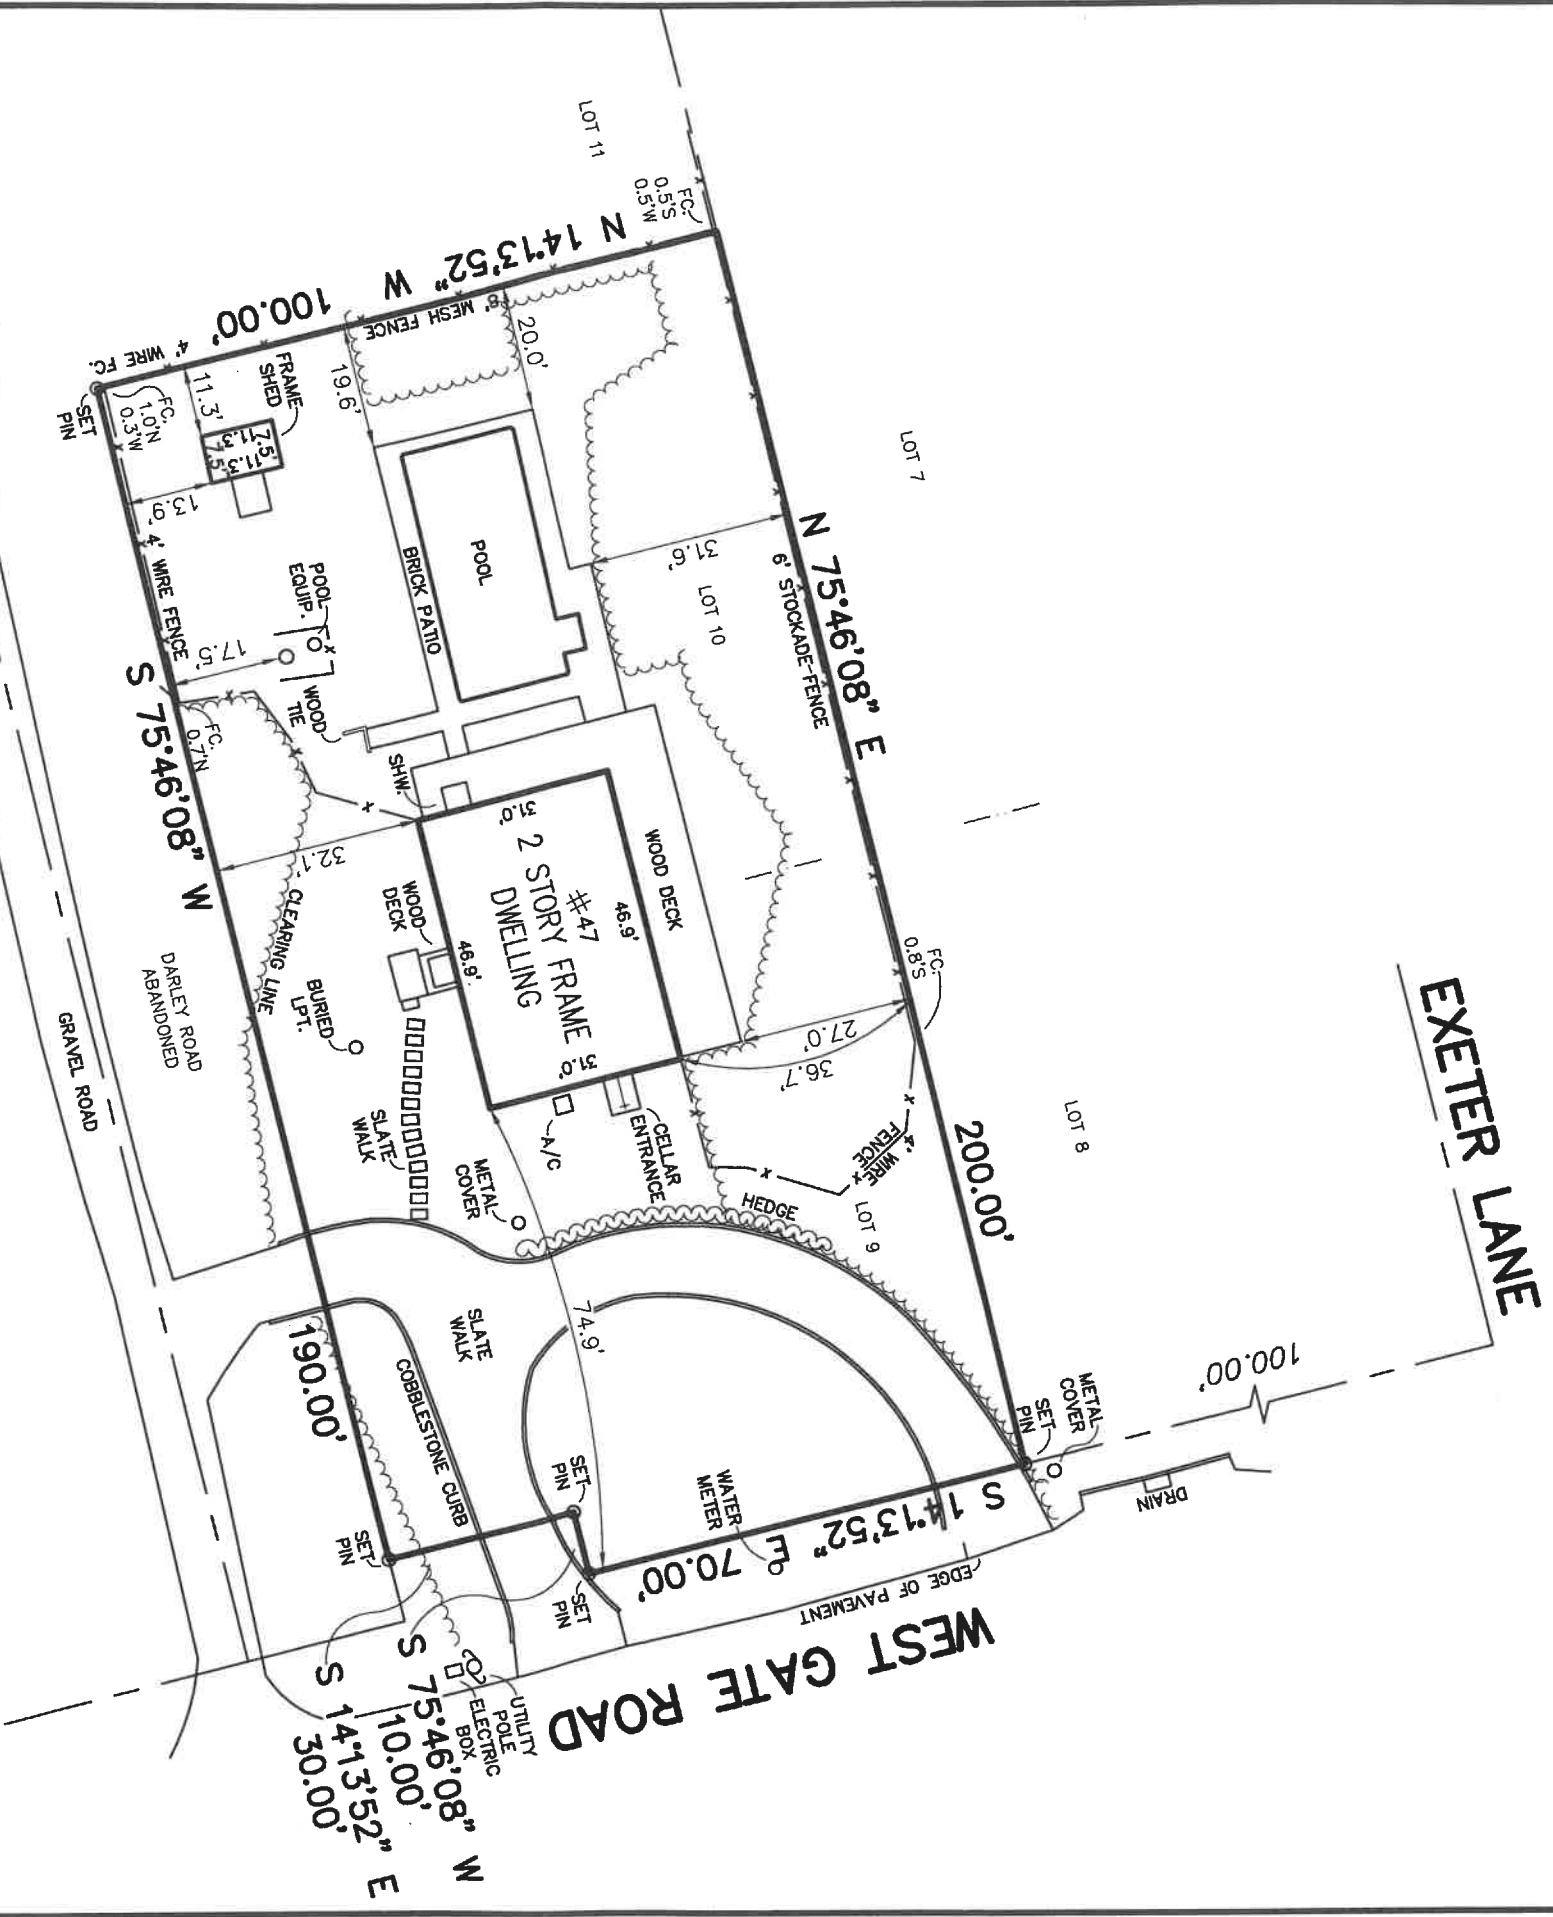 EXETER LANE
100.00'
METAL
COVER
SET
PIN
DRAIN
LOT 11
FC.
0.5'S
0.5'W
N 14°13'52" W 100.00'
8' MESH FENCE
4' WIRE FC.
SET
PIN
FC.
1.0'N
0.3'W
FRAME
SHED
11.3'
7.5'
11.3'
11.3'
7.5'
13.9'
19.6'
20.0'
LOT 7
N 75°46'08" E 200.00'
6' STOCKADE-FENCE
31.6'
LOT 10
POOL
BRICK PATIO
POOL
EQUIP.
4' WIRE FENCE
17.5'
WOOD
TIE
FC.
0.7'N
S 75°46'08" W 190.00'
SHW.
31.0'
WOOD DECK
46.9'
#47
2 STORY FRAME
DWELLING
46.9'
31.0'
32.1'
WOOD
DECK
CLEARING LINE
BURIED
LPT.
SLATE
WALK
A/C
CELLAR
ENTRANCE
METAL
COVER
FC.
0.8'S
27.0'
36.7'
4' WIRE
FENCE
LOT 8
LOT 9
HEDGE
74.9'
SLATE
WALK
COBBLESTONE CURB
DARLEY ROAD
ABANDONED
GRAVEL ROAD
SET
PIN
SET
PIN
SET
PIN
WATER
METER
S 14°13'52" E 70.00'
EDGE OF PAVEMENT
WEST GATE ROAD
UTILITY
POLE
ELECTRIC
BOX
S 75°46'08" W
10.00'
S 14°13'52" E
30.00'